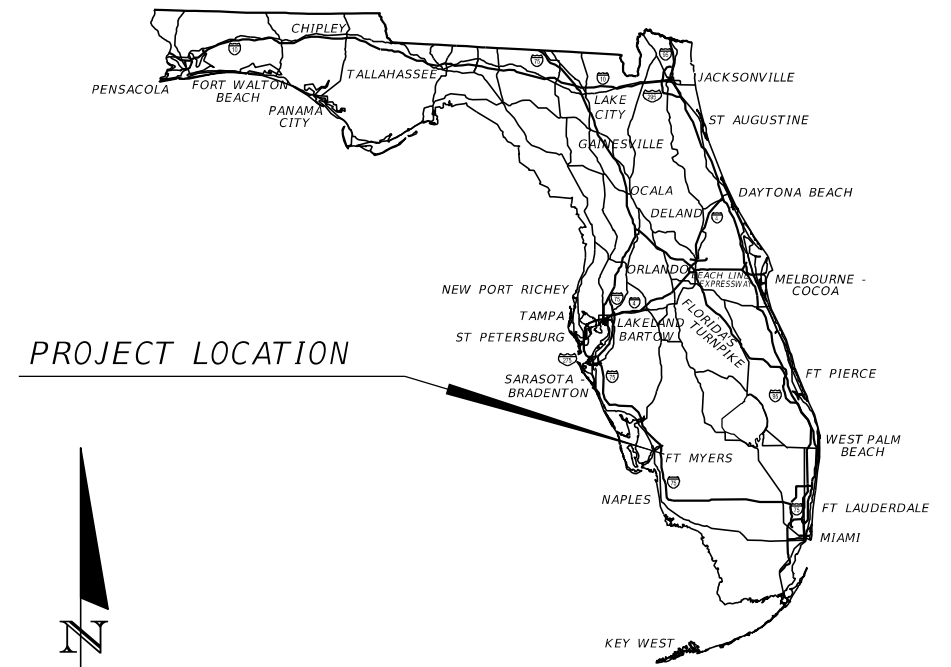 CHIPLEY
PENSACOLA
FORT WALTON
BEACH
TALLAHASSEE
PANAMA
CITY
JACKSONVILLE
LAKE
CITY
ST AUGUSTINE
GAINESVILLE
OCALA
DAYTONA BEACH
DELAND
ORLANDO
BEACH LINE
EXPRESSWAY
MELBOURNE -
COCOA
NEW PORT RICHEY
TAMPA
ST PETERSBURG
LAKELAND
BARTOW
FLORIDA'S
TURNPIKE
PROJECT LOCATION
SARASOTA -
BRADENTON
FT PIERCE
WEST PALM
BEACH
FT MYERS
NAPLES
FT LAUDERDALE
MIAMI
KEY WEST
N